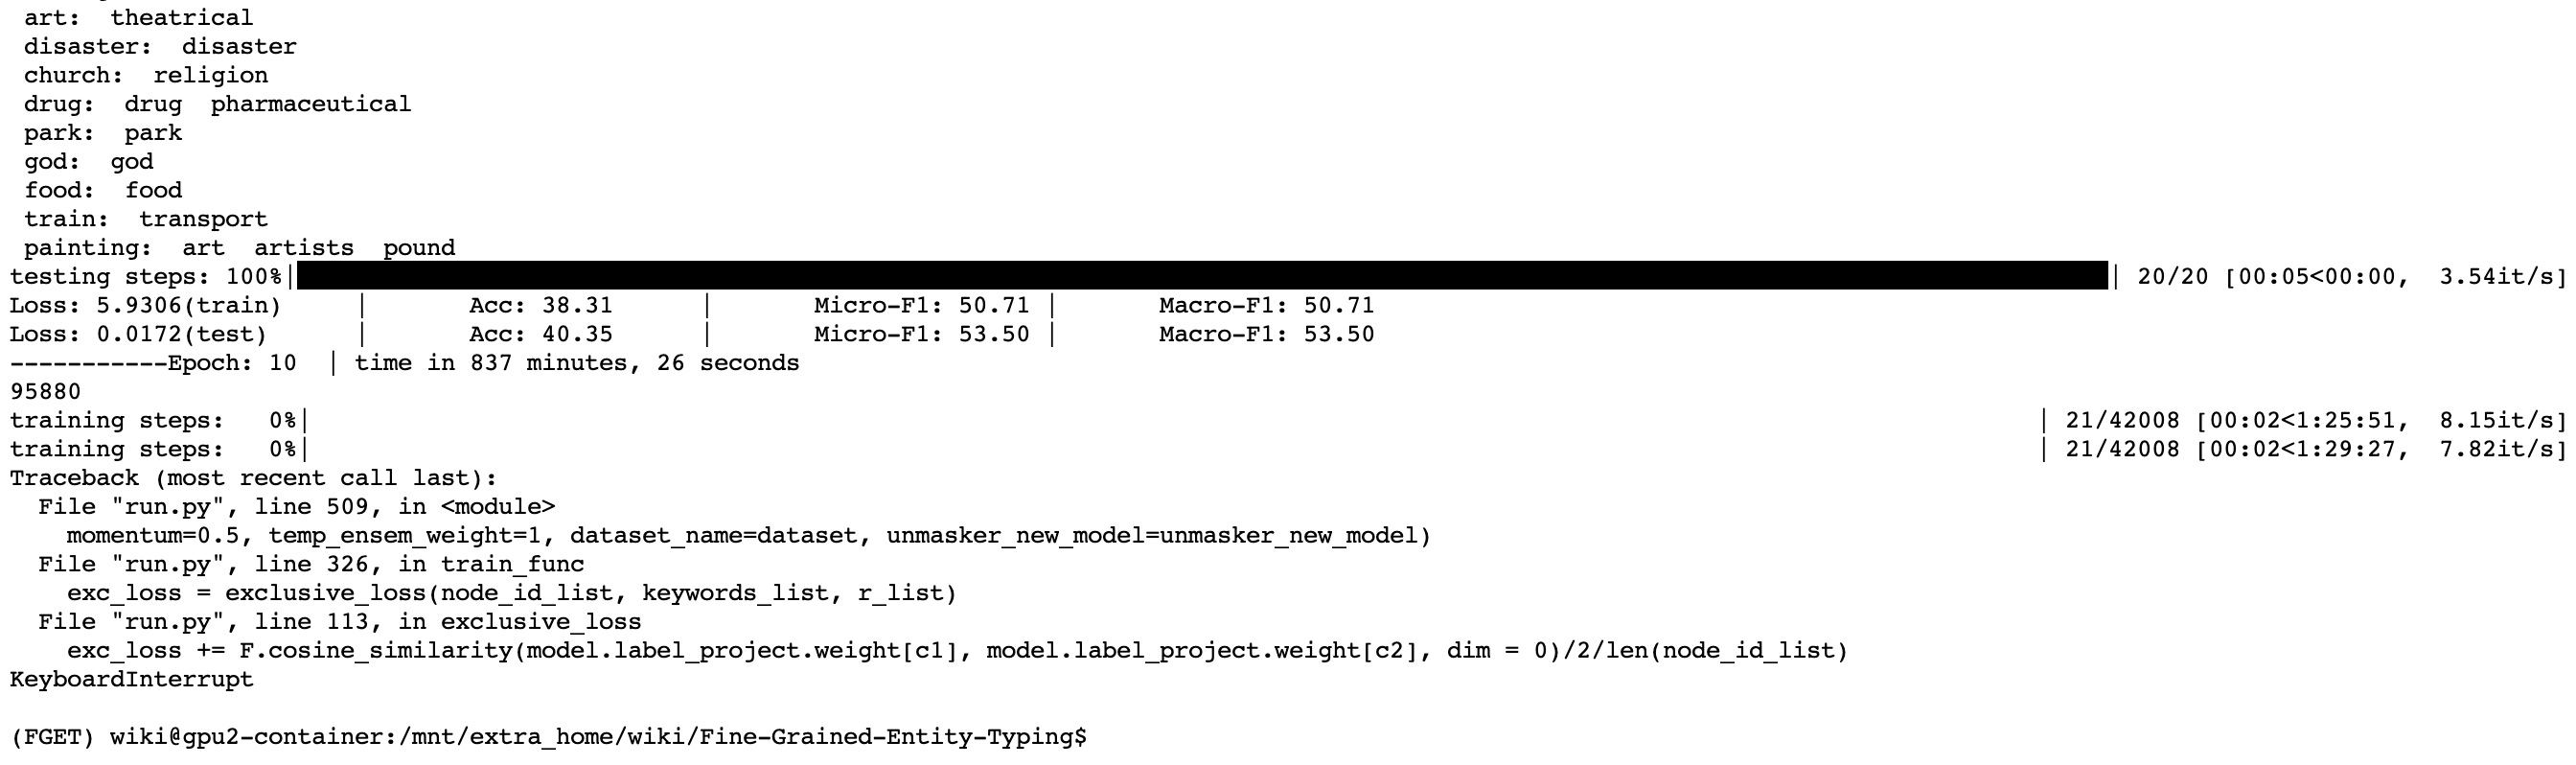 art:  theatrical
disaster:  disaster
church:  religion
drug:  drug  pharmaceutical
park:  park
god:  god
food:  food
train:  transport
painting:  art  artists  pound
testing steps: 100%|██████████| 20/20 [00:05<00:00,  3.54it/s]
Loss: 5.9306(train)     |       Acc: 38.31      |       Micro-F1: 50.71 |       Macro-F1: 50.71
Loss: 0.0172(test)      |       Acc: 40.35      |       Micro-F1: 53.50 |       Macro-F1: 53.50
-----------Epoch: 10  | time in 837 minutes, 26 seconds
95880
training steps:   0%|          | 21/42008 [00:02<1:25:51,  8.15it/s]
training steps:   0%|          | 21/42008 [00:02<1:29:27,  7.82it/s]
Traceback (most recent call last):
  File "run.py", line 509, in <module>
    momentum=0.5, temp_ensem_weight=1, dataset_name=dataset, unmasker_new_model=unmasker_new_model)
  File "run.py", line 326, in train_func
    exc_loss = exclusive_loss(node_id_list, keywords_list, r_list)
  File "run.py", line 113, in exclusive_loss
    exc_loss += F.cosine_similarity(model.label_project.weight[c1], model.label_project.weight[c2], dim = 0)/2/len(node_id_list)
KeyboardInterrupt
(FGET) wiki@gpu2-container:/mnt/extra_home/wiki/Fine-Grained-Entity-Typing$